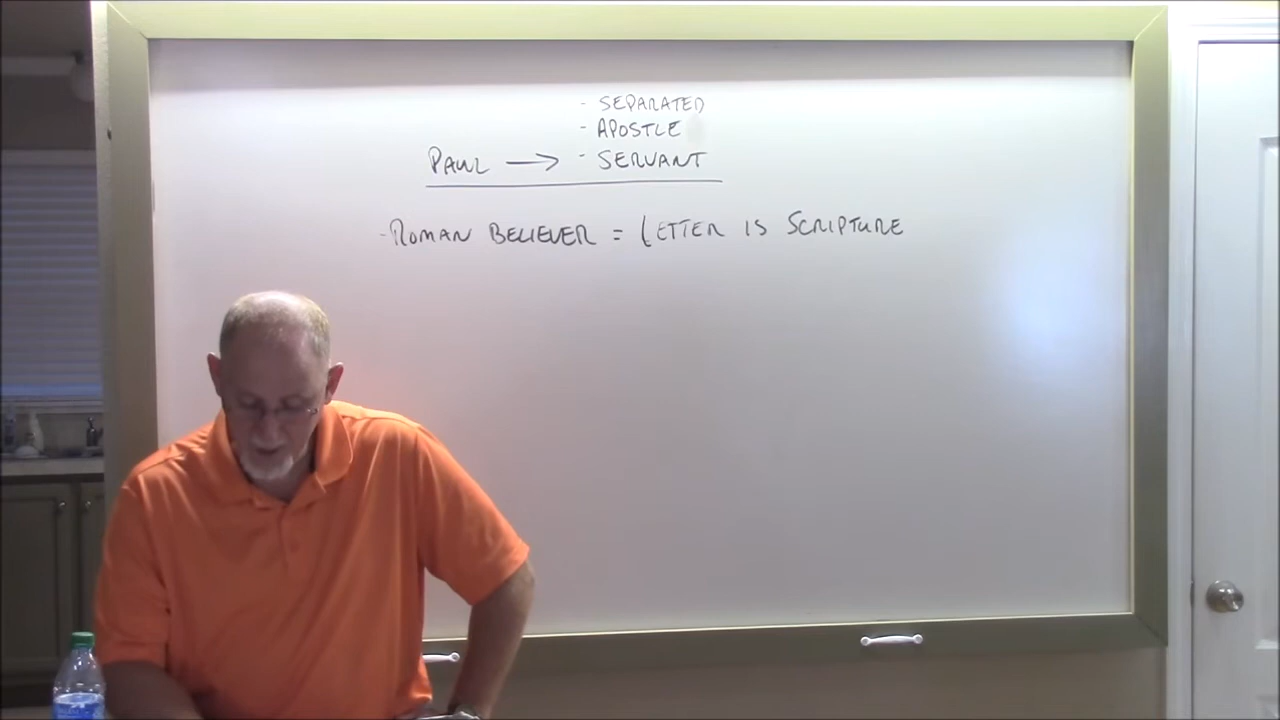 - SEPARATED
- APOSTLE
PAUL → - SERVANT
- ROMAN BELIEVER = LETTER IS SCRIPTURE